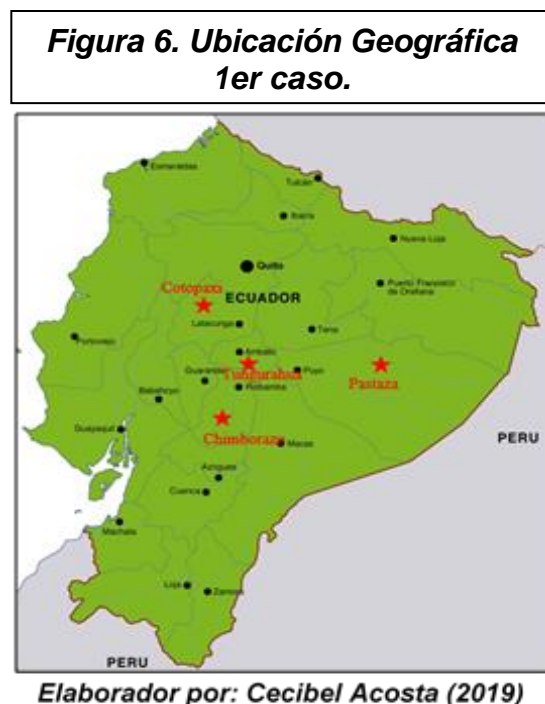 Figura 6. Ubicación Geográfica
1er caso.
Esmeraldas
Tulcán
Ibarra
Nueva Loja
Quito
Puerto Francisco
de Orellana
Cotopaxi
ECUADOR
Latacunga
Tena
Portoviejo
Ambato
Guaranda
Tungurahua
Puyo
Pastaza
Riobamba
Babahoyo
Chimborazo
Guayaquil
Macas
PERU
Azogues
Cuenca
Machala
Loja
Zamora
PERU
Elaborador por: Cecibel Acosta (2019)